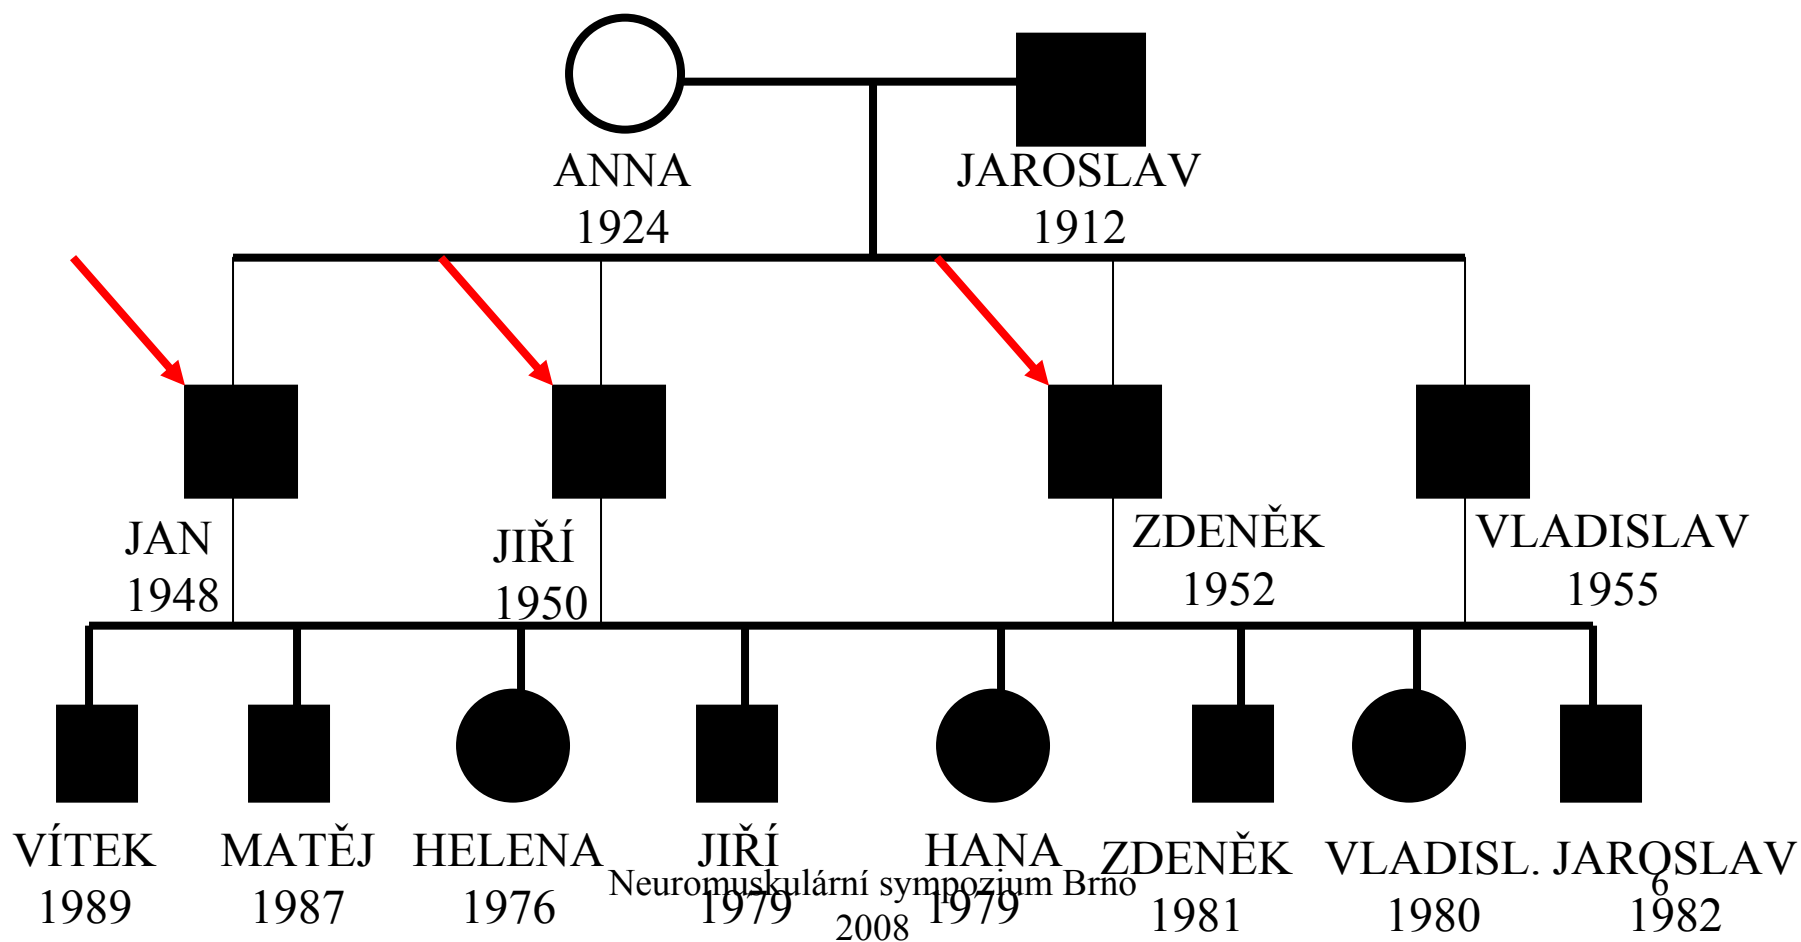 ANNA
1924
JAROSLAV
1912
JAN
1948
JIŘÍ
1950
ZDENĚK
1952
VLADISLAV
1955
VÍTEK
1989
MATĚJ
1987
HELENA
1976
JIŘÍ
1979
HANA
1979
ZDENĚK
1981
VLADISL.
1980
JAROSLAV
1982
Neuromuskulární sympozium Brno
2008
6